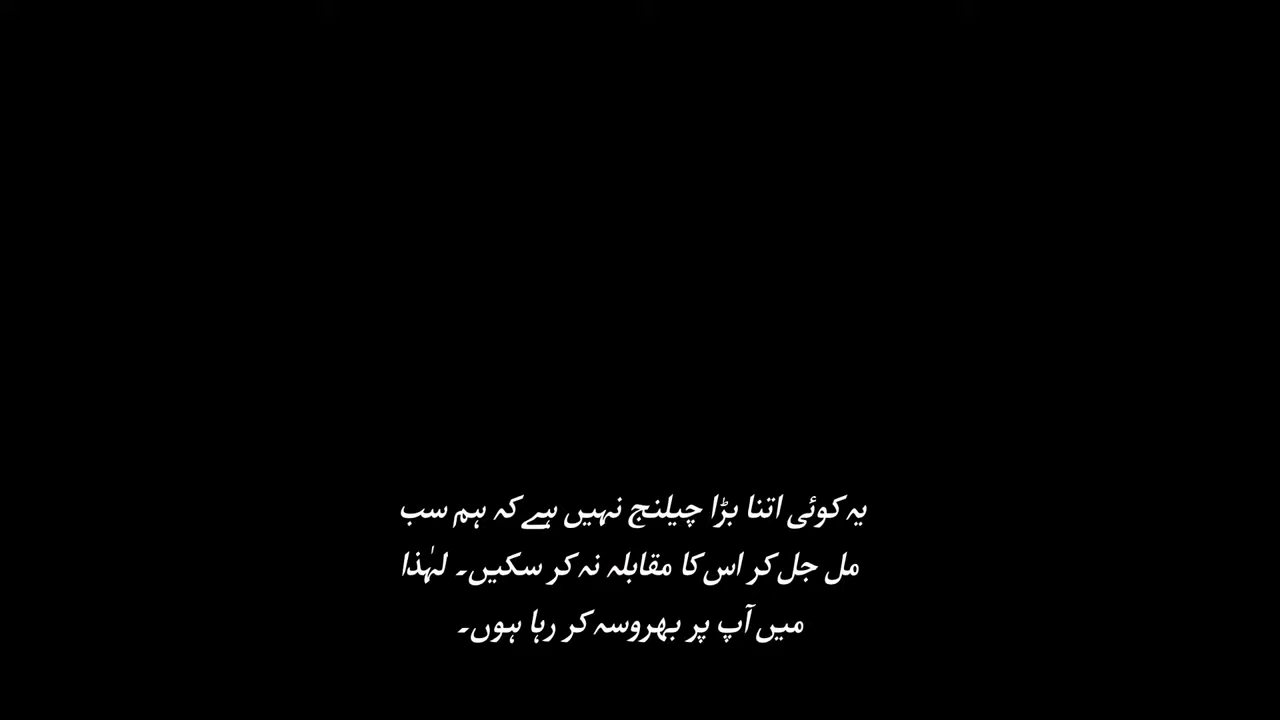 یہ کوئی اتنا بڑا چیلنج نہیں ہے کہ ہم سب
مل جل کر اس کا مقابلہ نہ کر سکیں۔ لہٰذا
میں آپ پر بھروسہ کر رہا ہوں۔